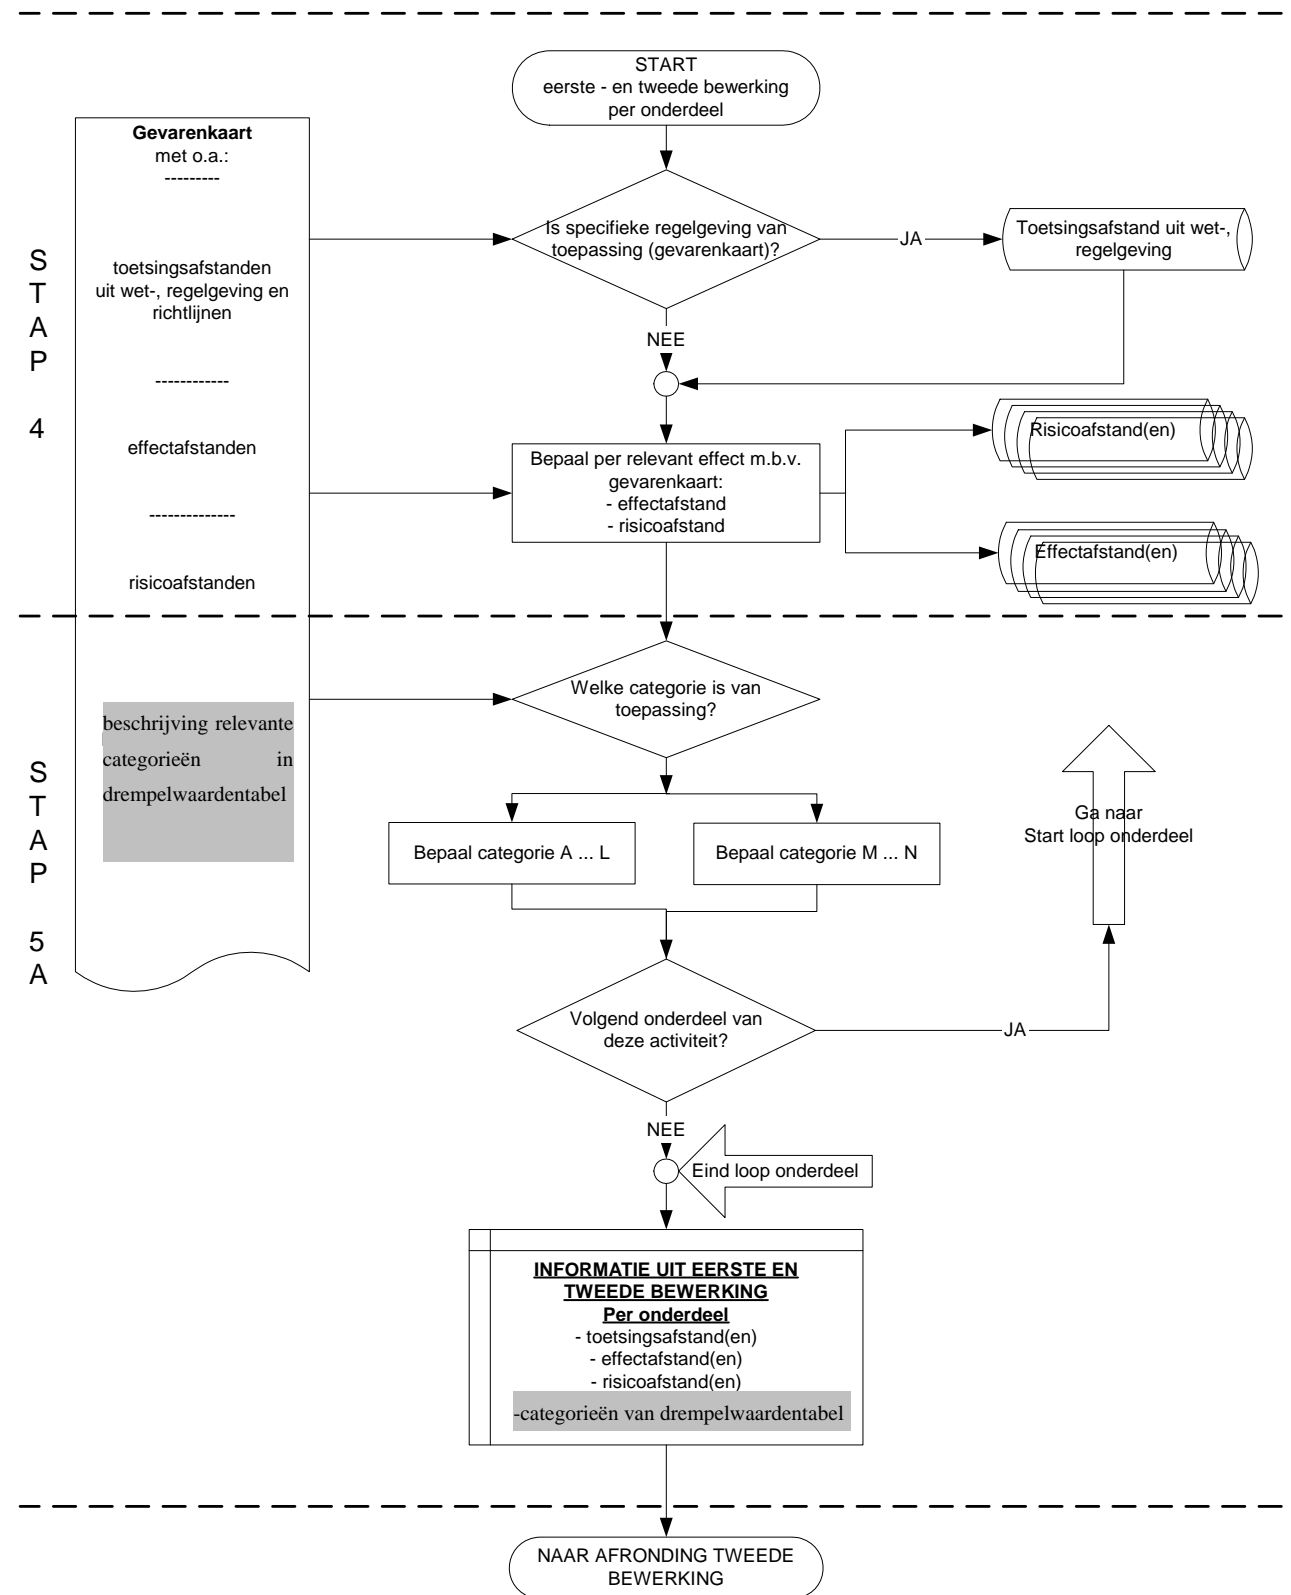 START
eerste - en tweede bewerking
per onderdeel
Gevarenkaart
met o.a.:
---------
toetsingsafstanden
uit wet-, regelgeving en
richtlijnen
------------
effectafstanden
--------------
risicoafstanden
S
T
A
P
4
Is specifieke regelgeving van
toepassing (gevarenkaart)?
JA
Toetsingsafstand uit wet-,
regelgeving
NEE
Bepaal per relevant effect m.b.v.
gevarenkaart:
- effectafstand
- risicoafstand
Risicoafstand(en)
Effectafstand(en)
S
T
A
P
5
A
beschrijving relevante
categorieën in
drempelwaardentabel
Welke categorie is van
toepassing?
Bepaal categorie A ... L
Bepaal categorie M ... N
Ga naar
Start loop onderdeel
Volgend onderdeel van
deze activiteit?
JA
NEE
Eind loop onderdeel
INFORMATIE UIT EERSTE EN
TWEEDE BEWERKING
Per onderdeel
- toetsingsafstand(en)
- effectafstand(en)
- risicoafstand(en)
-categorieën van drempelwaardentabel
NAAR AFRONDING TWEEDE
BEWERKING